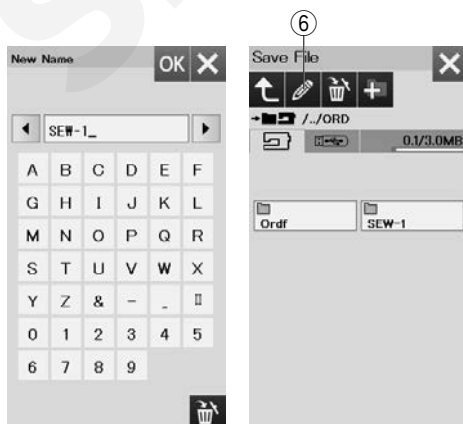 ⑥
New Name
OK
SEW-1_
A B C D E F
G H I J K L
M N O P Q R
S T U V W X
Y Z & - _
0 1 2 3 4 5
6 7 8 9
Save File
/../ORD
0.1/3.0MB
Ordf
SEW-1